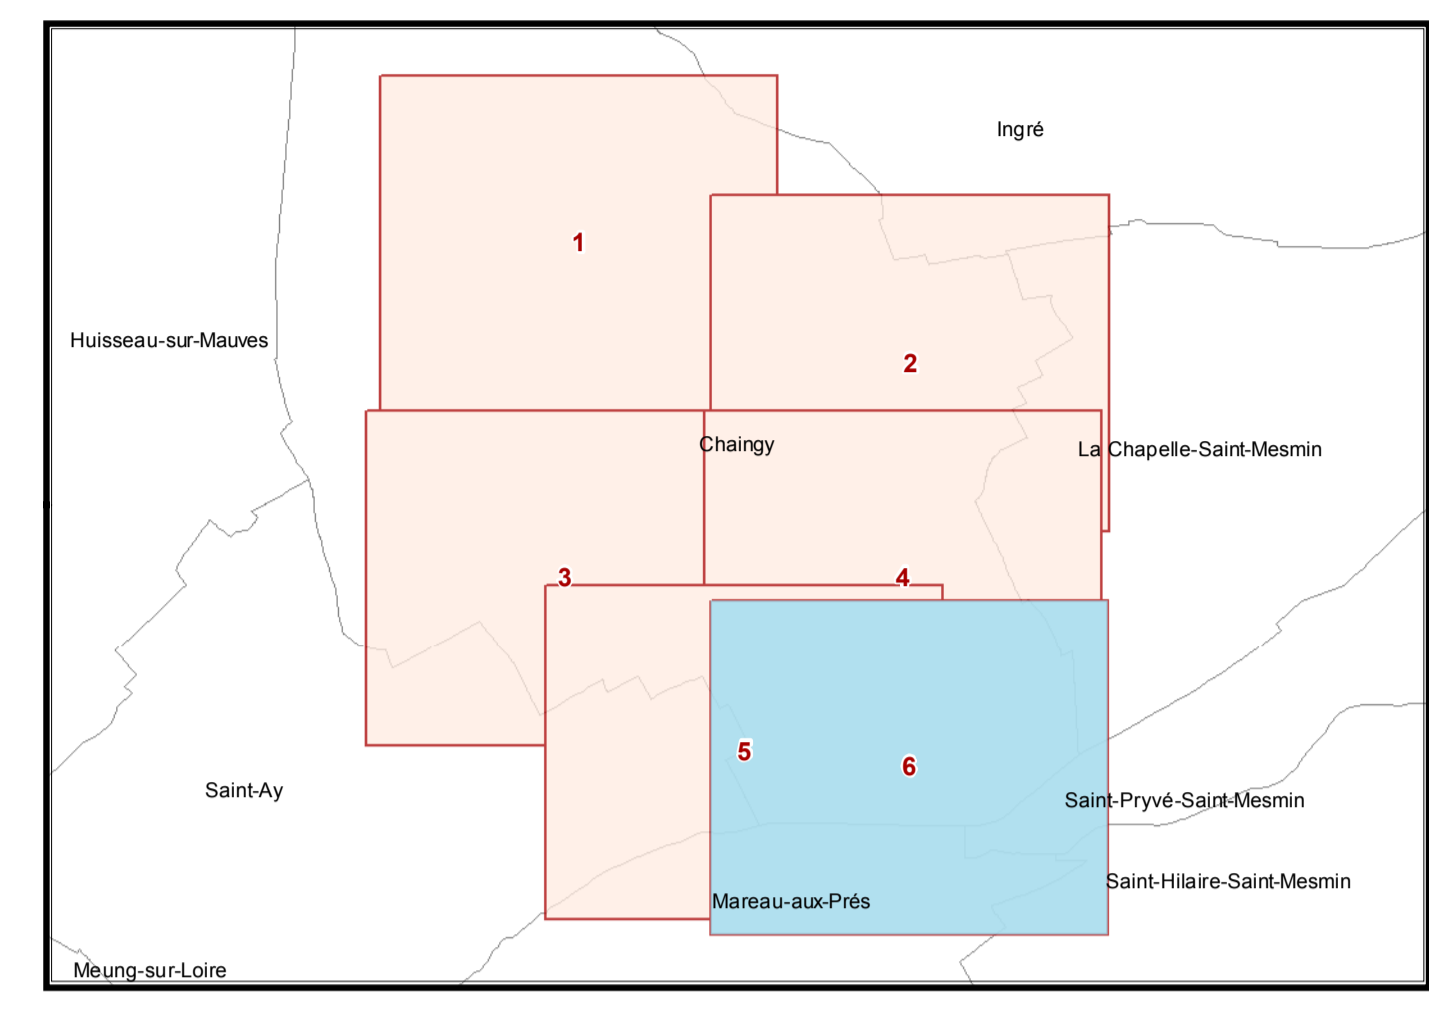 Ingré
1
Huisseau-sur-Mauves
2
Chaingy
La Chapelle-Saint-Mesmin
3
4
5
6
Saint-Ay
Saint-Pryvé-Saint-Mesmin
Saint-Hilaire-Saint-Mesmin
Mareau-aux-Prés
Meung-sur-Loire